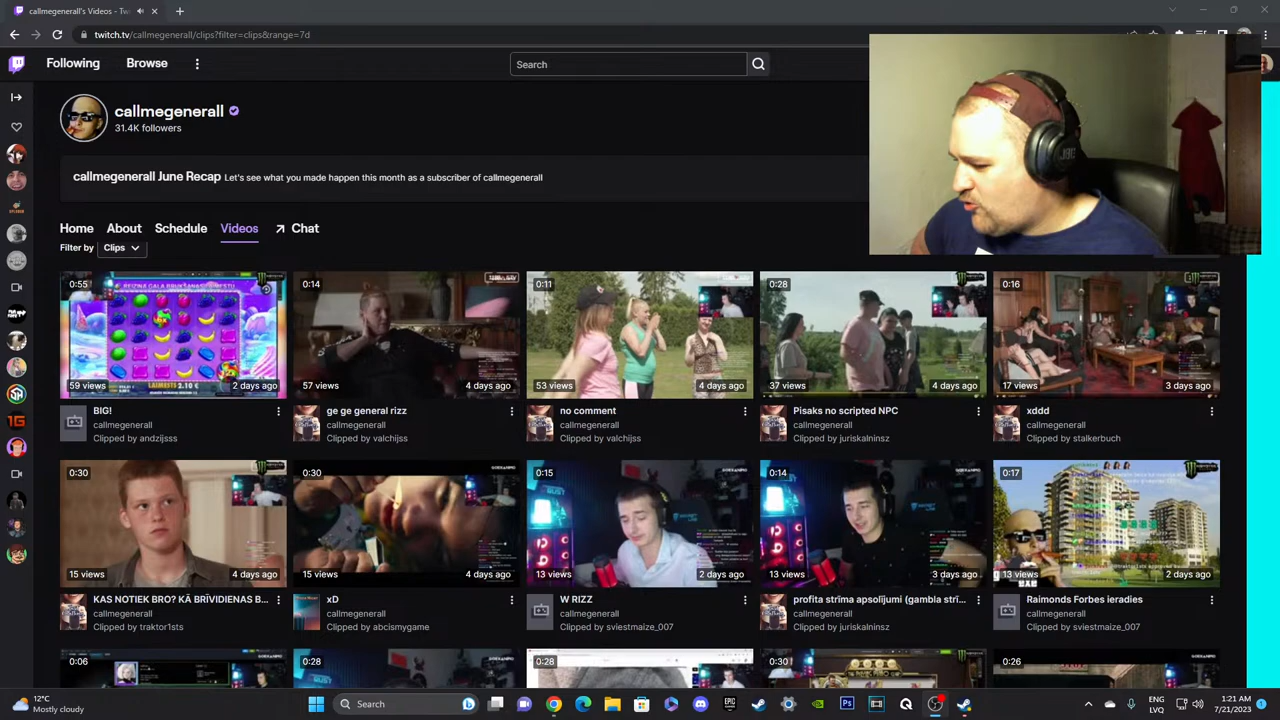 callmegenerall's Videos - Tw
twitch.tv/callmegenerall/clips?filter=clips&range=7d
Following
Browse
Search
callmegenerall
31.4K followers
callmegenerall June Recap Let's see what you made happen this month as a subscriber of callmegenerall
Home
About
Schedule
Videos
Chat
Filter by
Clips
0:55
59 views
2 days ago
0:14
57 views
4 days ago
0:11
53 views
4 days ago
0:28
37 views
4 days ago
0:16
17 views
3 days ago
BIG!
callmegenerall
Clipped by andzijsss
ge ge general rizz
callmegenerall
Clipped by valchijss
no comment
callmegenerall
Clipped by valchijss
Pisaks no scripted NPC
callmegenerall
Clipped by juriskalninsz
xddd
callmegenerall
Clipped by stalkerbuch
0:30
15 views
4 days ago
0:30
15 views
4 days ago
0:15
13 views
2 days ago
0:14
13 views
3 days ago
0:17
13 views
2 days ago
KAS NOTIEK BRO? KĀ BRĪVIDIENAS B...
callmegenerall
Clipped by traktor1sts
xD
callmegenerall
Clipped by abcismygame
W RIZZ
callmegenerall
Clipped by sviestmaize_007
profita strīma apsolijumi (gambla strī...
callmegenerall
Clipped by juriskalninsz
Raimonds Forbes ieradies
callmegenerall
Clipped by sviestmaize_007
0:06
0:28
0:28
0:30
0:26
12°C
Mostly cloudy
Search
ENG
LVQ
1:21 AM
7/21/2023